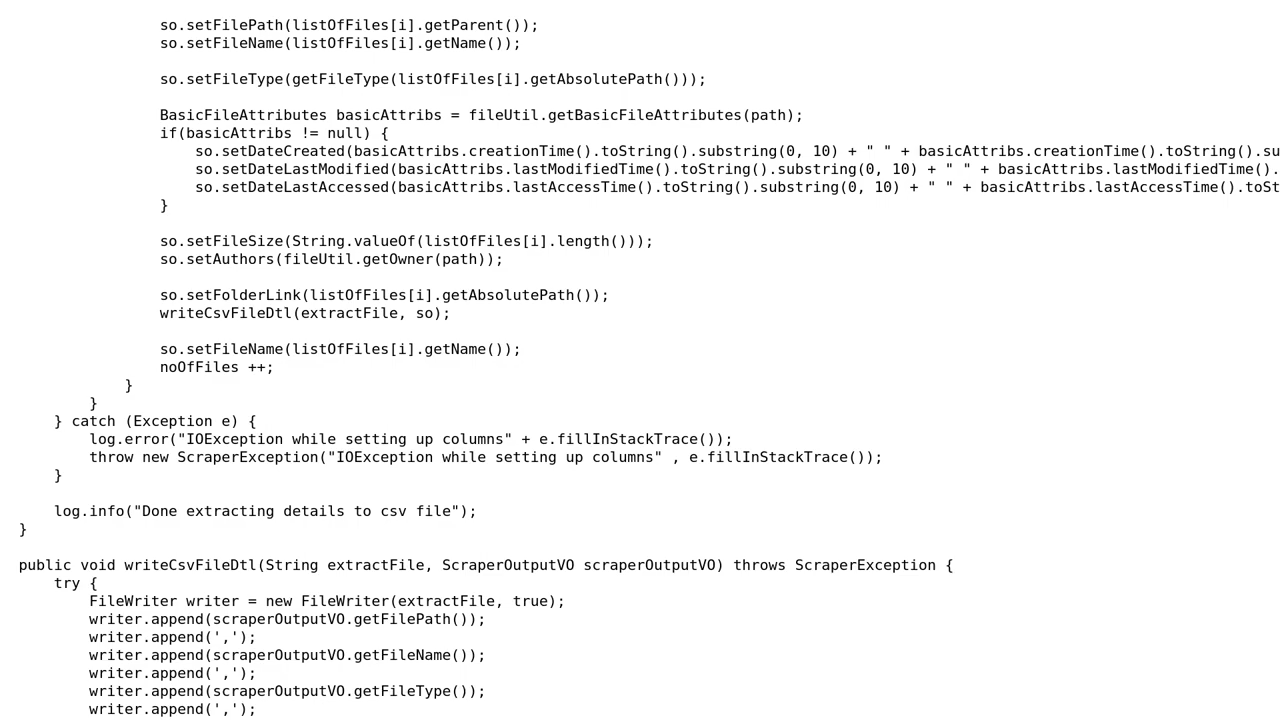 so.setFilePath(listOfFiles[i].getParent());
so.setFileName(listOfFiles[i].getName());
so.setFileType(getFileType(listOfFiles[i].getAbsolutePath()));
BasicFileAttributes basicAttribs = fileUtil.getBasicFileAttributes(path);
if(basicAttribs != null) {
so.setDateCreated(basicAttribs.creationTime().toString().substring(0, 10) + " " + basicAttribs.creationTime().toString().su
so.setDateLastModified(basicAttribs.lastModifiedTime().toString().substring(0, 10) + " " + basicAttribs.lastModifiedTime().
so.setDateLastAccessed(basicAttribs.lastAccessTime().toString().substring(0, 10) + " " + basicAttribs.lastAccessTime().toSt
}
so.setFileSize(String.valueOf(listOfFiles[i].length()));
so.setAuthors(fileUtil.getOwner(path));
so.setFolderLink(listOfFiles[i].getAbsolutePath());
writeCsvFileDtl(extractFile, so);
so.setFileName(listOfFiles[i].getName());
noOfFiles ++;
}
}
} catch (Exception e) {
log.error("IOException while setting up columns" + e.fillInStackTrace());
throw new ScraperException("IOException while setting up columns" , e.fillInStackTrace());
}
log.info("Done extracting details to csv file");
}
public void writeCsvFileDtl(String extractFile, ScraperOutputVO scraperOutputVO) throws ScraperException {
try {
FileWriter writer = new FileWriter(extractFile, true);
writer.append(scraperOutputVO.getFilePath());
writer.append(',');
writer.append(scraperOutputVO.getFileName());
writer.append(',');
writer.append(scraperOutputVO.getFileType());
writer.append(',');